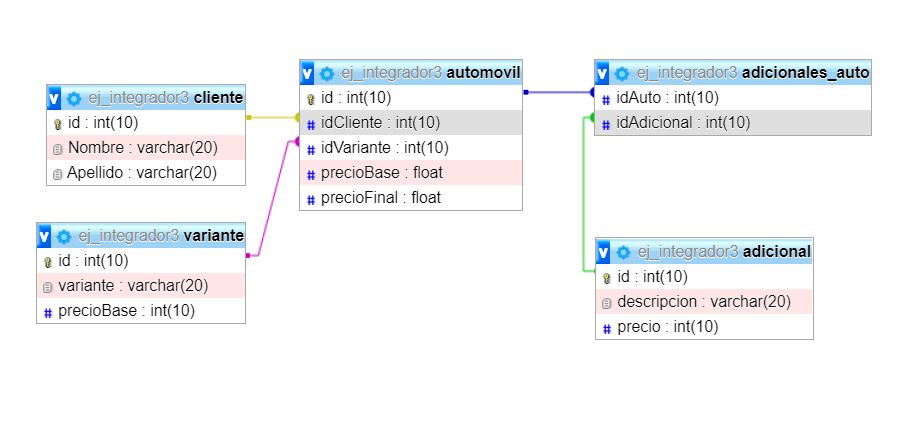 ej_integrador3 cliente
id : int(10)
Nombre : varchar(20)
Apellido : varchar(20)
ej_integrador3 variante
id : int(10)
variante : varchar(20)
precioBase : int(10)
ej_integrador3 automovil
id : int(10)
idCliente : int(10)
idVariante : int(10)
precioBase : float
precioFinal : float
ej_integrador3 adicionales_auto
idAuto : int(10)
idAdicional : int(10)
ej_integrador3 adicional
id : int(10)
descripcion : varchar(20)
precio : int(10)